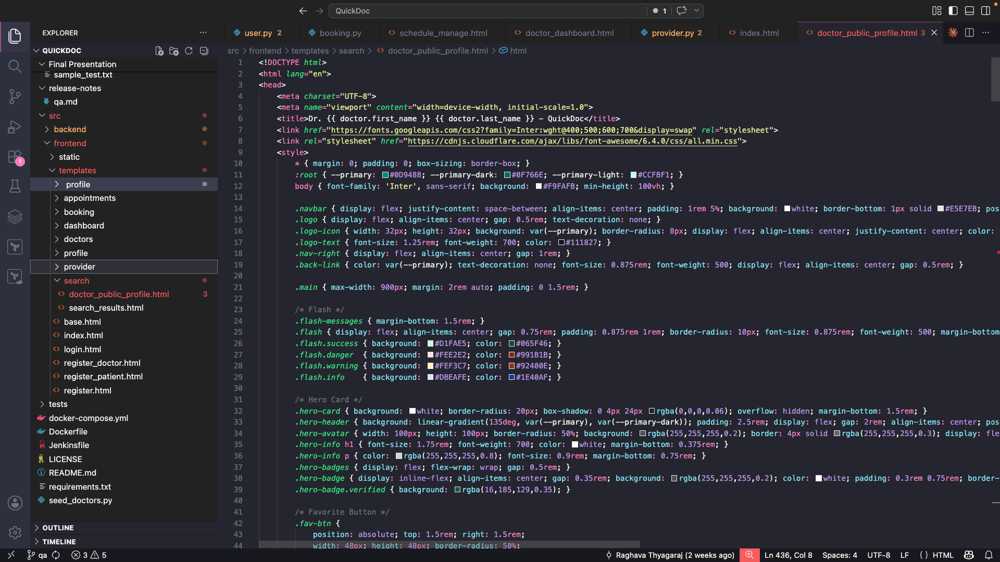 QuickDoc
1
EXPLORER
user.py 2
booking.py
schedule_manage.html
doctor_dashboard.html
provider.py 2
index.html
doctor_public_profile.html 3
QUICKDOC
Final Presentation
sample_test.txt
release-notes
qa.md
src
backend
frontend
static
templates
profile
appointments
booking
dashboard
doctors
profile
provider
search
doctor_public_profile.html 3
search_results.html
base.html
index.html
login.html
register_doctor.html
register_patient.html
register.html
tests
docker-compose.yml
Dockerfile
Jenkinsfile
LICENSE
README.md
requirements.txt
seed_doctors.py
OUTLINE
TIMELINE
1
src > frontend > templates > search > doctor_public_profile.html > html
1 <!DOCTYPE html>
2 <html lang="en">
3 <head>
4 <meta charset="UTF-8">
5 <meta name="viewport" content="width=device-width, initial-scale=1.0">
6 <title>Dr. {{ doctor.first_name }} {{ doctor.last_name }} - QuickDoc</title>
7 <link href="https://fonts.googleapis.com/css2?family=Inter:wght@400;500;600;700&display=swap" rel="stylesheet">
8 <link rel="stylesheet" href="https://cdnjs.cloudflare.com/ajax/libs/font-awesome/6.4.0/css/all.min.css">
9 <style>
10 * { margin: 0; padding: 0; box-sizing: border-box; }
11 :root { --primary: #0D9488; --primary-dark: #0F766E; --primary-light: #CCFBF1; }
12 body { font-family: 'Inter', sans-serif; background: #F9FAFB; min-height: 100vh; }
13
14 .navbar { display: flex; justify-content: space-between; align-items: center; padding: 1rem 5%; background: white; border-bottom: 1px solid #E5E7EB; pos
15 .logo { display: flex; align-items: center; gap: 0.5rem; text-decoration: none; }
16 .logo-icon { width: 32px; height: 32px; background: var(--primary); border-radius: 8px; display: flex; align-items: center; justify-content: center; color:
17 .logo-text { font-size: 1.25rem; font-weight: 700; color: #111827; }
18 .nav-right { display: flex; align-items: center; gap: 1rem; }
19 .back-link { color: var(--primary); text-decoration: none; font-size: 0.875rem; font-weight: 500; display: flex; align-items: center; gap: 0.5rem; }
20
21 .main { max-width: 900px; margin: 2rem auto; padding: 0 1.5rem; }
22
23 /* Flash */
24 .flash-messages { margin-bottom: 1.5rem; }
25 .flash { display: flex; align-items: center; gap: 0.75rem; padding: 0.875rem 1rem; border-radius: 10px; font-size: 0.875rem; font-weight: 500; margin-bottom
26 .flash.success { background: #D1FAE5; color: #065F46; }
27 .flash.danger { background: #FEE2E2; color: #991B1B; }
28 .flash.warning { background: #FEF3C7; color: #92400E; }
29 .flash.info { background: #DBEAFE; color: #1E40AF; }
30
31 /* Hero Card */
32 .hero-card { background: white; border-radius: 20px; box-shadow: 0 4px 24px rgba(0,0,0,0.06); overflow: hidden; margin-bottom: 1.5rem; }
33 .hero-header { background: linear-gradient(135deg, var(--primary), var(--primary-dark)); padding: 2.5rem; display: flex; gap: 2rem; align-items: center; pos
34 .hero-avatar { width: 100px; height: 100px; border-radius: 50%; background: rgba(255,255,255,0.2); border: 4px solid rgba(255,255,255,0.3); display: fle
35 .hero-info h1 { font-size: 1.75rem; font-weight: 700; color: white; margin-bottom: 0.375rem; }
36 .hero-info p { color: rgba(255,255,255,0.8); font-size: 0.9rem; margin-bottom: 0.75rem; }
37 .hero-badges { display: flex; flex-wrap: wrap; gap: 0.5rem; }
38 .hero-badge { display: inline-flex; align-items: center; gap: 0.35rem; background: rgba(255,255,255,0.2); color: white; padding: 0.3rem 0.75rem; border-
39 .hero-badge.verified { background: rgba(16,185,129,0.35); }
40
41 /* Favorite Button */
42 .fav-btn {
43 position: absolute; top: 1.5rem; right: 1.5rem;
44 width: 48px; height: 48px; border-radius: 50%;
qa
3 5
Raghava Thyagaraj (2 weeks ago)
Ln 436, Col 8
Spaces: 4
UTF-8
LF
{ } HTML